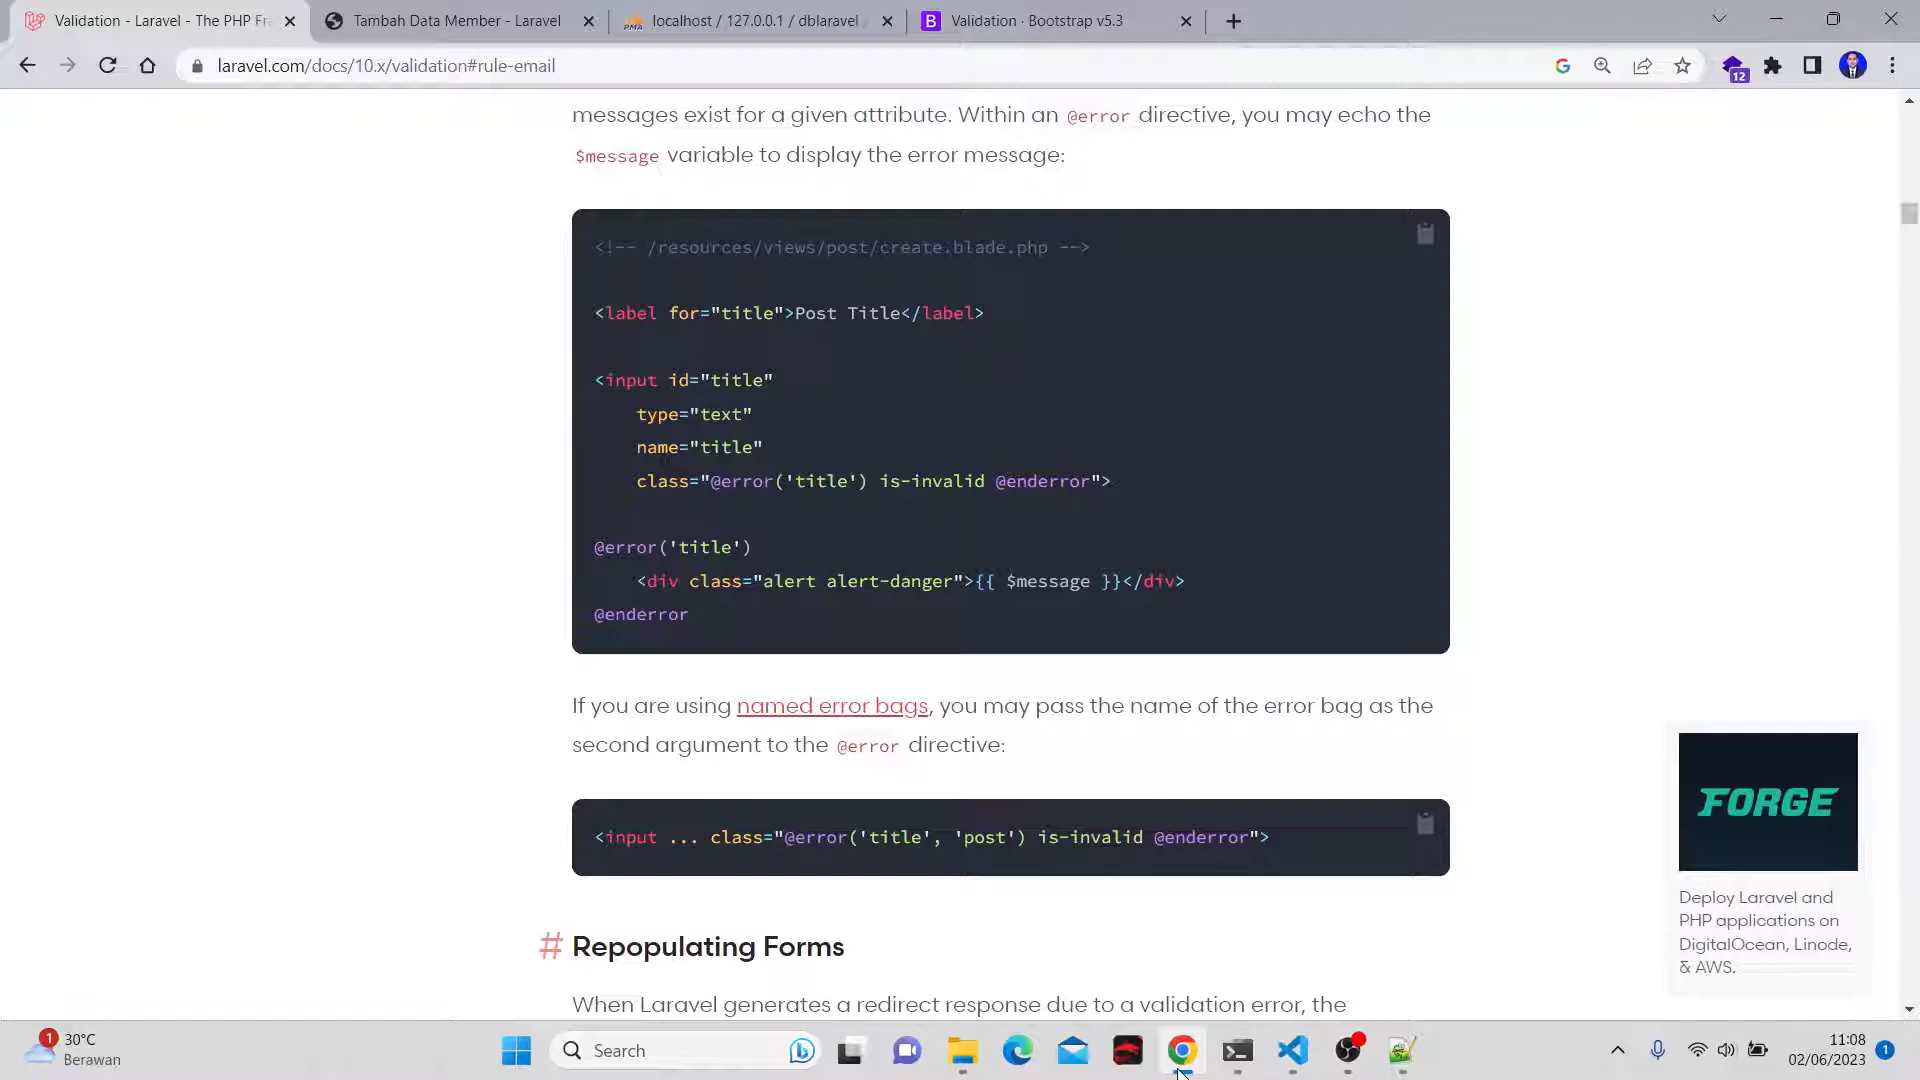 Validation - Laravel - The PHP Fra
Tambah Data Member - Laravel
PMA
localhost / 127.0.0.1 / dblaravel
B
Validation · Bootstrap v5.3
laravel.com/docs/10.x/validation#rule-email
12
messages exist for a given attribute. Within an @error directive, you may echo the
$message variable to display the error message:
<!-- /resources/views/post/create.blade.php -->
<label for="title">Post Title</label>
<input id="title"
type="text"
name="title"
class="@error('title') is-invalid @enderror">
@error('title')
<div class="alert alert-danger">{{ $message }}</div>
@enderror
If you are using named error bags, you may pass the name of the error bag as the
second argument to the @error directive:
<input ... class="@error('title', 'post') is-invalid @enderror">
# Repopulating Forms
When Laravel generates a redirect response due to a validation error, the
FORGE
Deploy Laravel and
PHP applications on
DigitalOcean, Linode,
& AWS.
1
30°C
Berawan
Search
11:08
02/06/2023
1